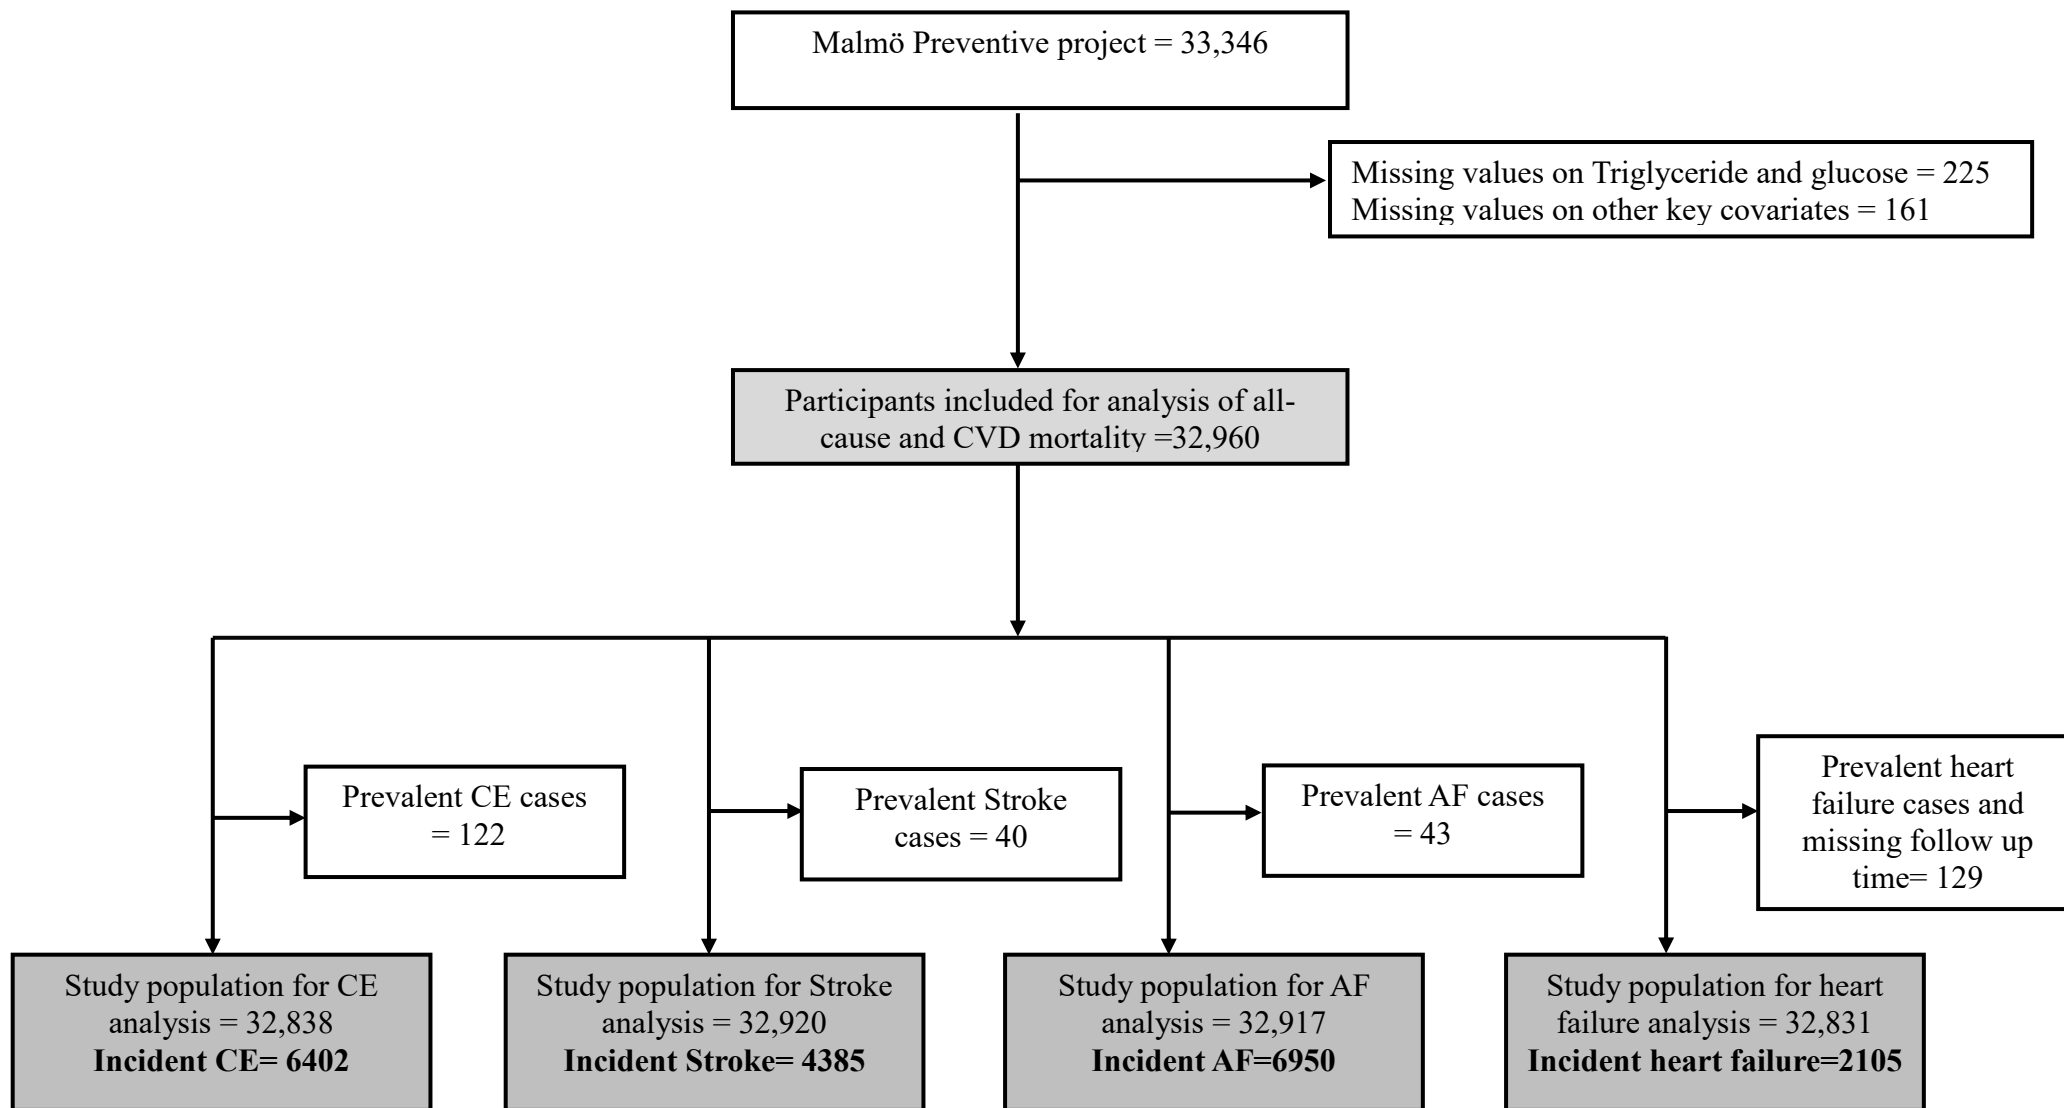 Malmö Preventive project = 33,346
Missing values on Triglyceride and glucose = 225
Missing values on other key covariates = 161
Participants included for analysis of all-
cause and CVD mortality =32,960
Prevalent CE cases
= 122
Prevalent Stroke
cases = 40
Prevalent AF cases
= 43
Prevalent heart
failure cases and
missing follow up
time= 129
Study population for CE
analysis = 32,838
Incident CE= 6402
Study population for Stroke
analysis = 32,920
Incident Stroke= 4385
Study population for AF
analysis = 32,917
Incident AF=6950
Study population for heart
failure analysis = 32,831
Incident heart failure=2105